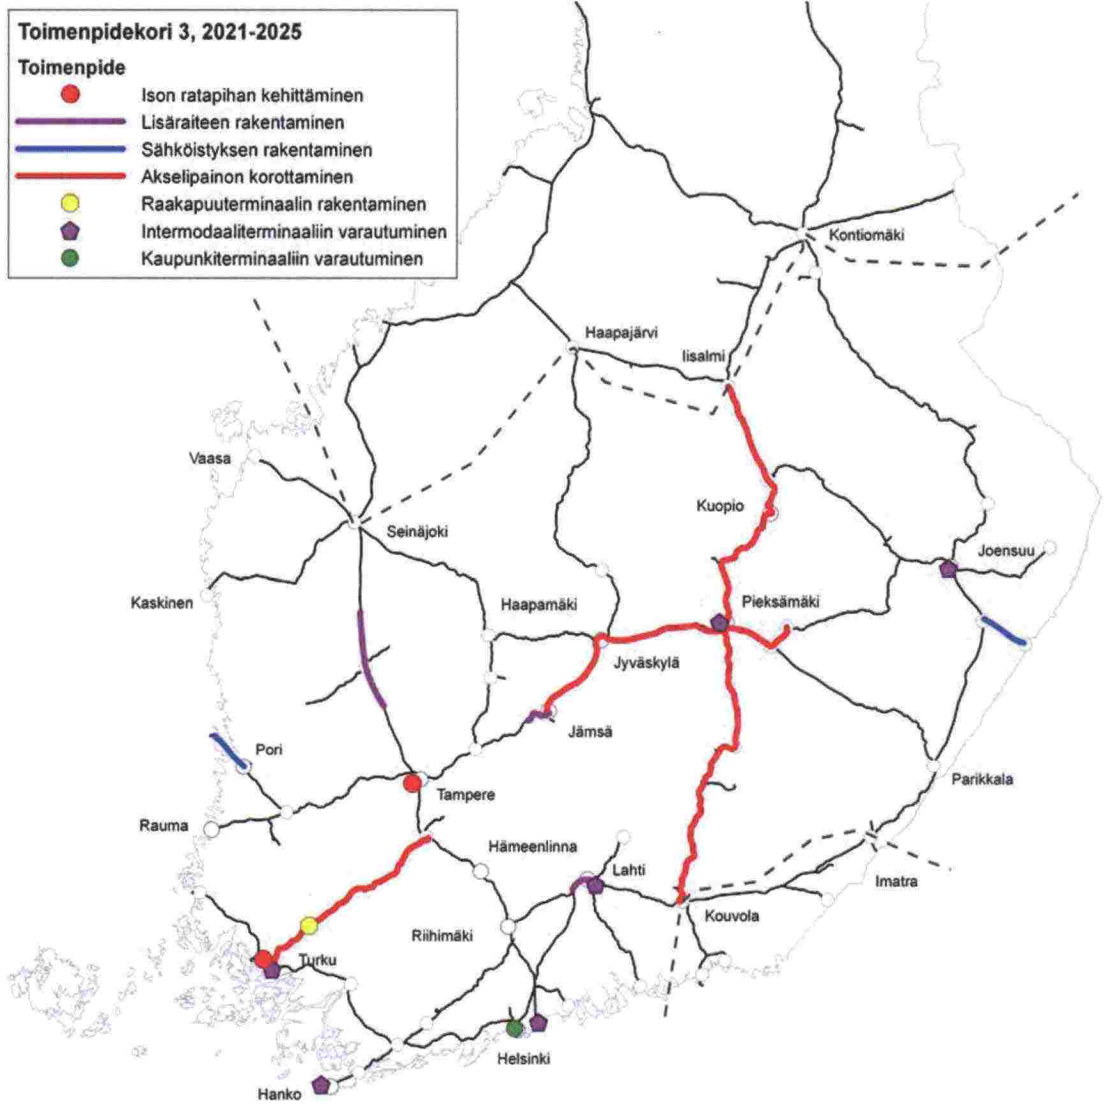 Toimenpidekori 3, 2021-2025
Toimenpide
Ison ratapihan kehittäminen
Lisäraiteen rakentaminen
Sähköistyksen rakentaminen
Akselipainon korottaminen
Raakapuuterminaalin rakentaminen
Intermodaaliterminaaliin varautuminen
Kaupunkiterminaaliin varautuminen
Kontiomäki
Haapajärvi
Iisalmi
Vaasa
Kuopio
Seinäjoki
Joensuu
Kaskinen
Haapamäki
Pieksämäki
Jyväskylä
Jämsä
Pori
Parikkala
Tampere
Rauma
Hämeenlinna
Lahti
Imatra
Kouvola
Riihimäki
Turku
Helsinki
Hanko